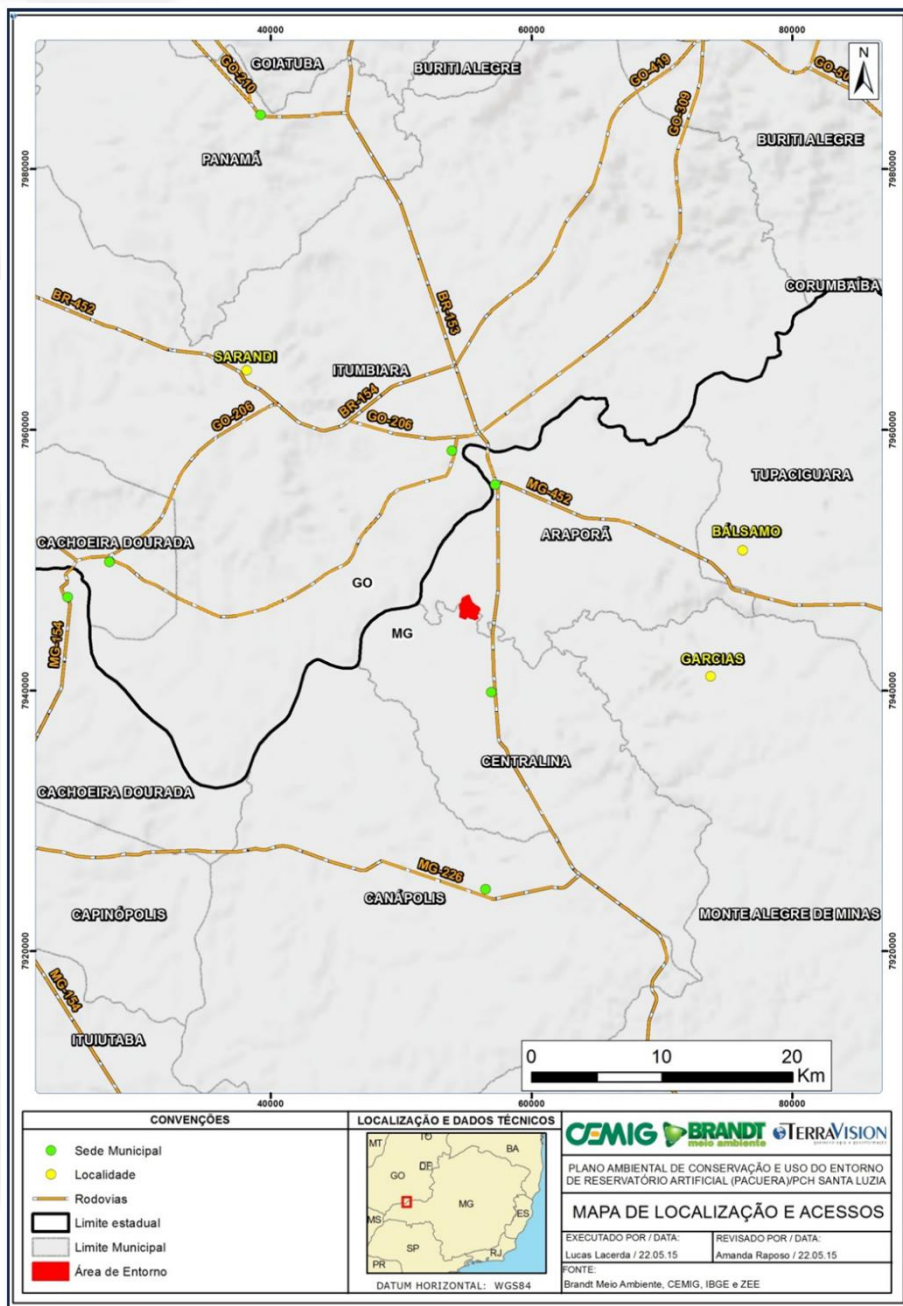 40000 60000 80000
N
GOIATUBA
BURITI ALEGRE
GO-210
GO-419
GO-309
GO-50
PANAMÁ
BURITI ALEGRE
7980000
7980000
CORUMBAÍBA
BR-452
BR-153
SARANDI
ITUMBIARA
BR-154
GO-206
GO-206
7960000
7960000
TUPACIGUARA
MG-452
ARAPORÃ
BÁLSAMO
CACHOEIRA DOURADA
GO
MG
MG-154
GARCIAS
7940000
7940000
CENTRALINA
CACHOEIRA DOURADA
MG-226
CANÁPOLIS
CAPINÓPOLIS
MONTE ALEGRE DE MINAS
7920000
7920000
MG-154
ITUIUTABA
0 10 20
Km
40000 60000 80000
CONVENÇÕES
Sede Municipal
Localidade
Rodovias
Limite estadual
Limite Municipal
Área de Entorno
LOCALIZAÇÃO E DADOS TÉCNICOS
MT TO BA
GO DF
MG
MS ES
SP RJ
PR
DATUM HORIZONTAL: WGS84
CEMIG BRANDT TERRAVISION
meio ambiente
PLANO AMBIENTAL DE CONSERVAÇÃO E USO DO ENTORNO
DE RESERVATÓRIO ARTIFICIAL (PACUERA)/PCH SANTA LUZIA
MAPA DE LOCALIZAÇÃO E ACESSOS
EXECUTADO POR / DATA:
Lucas Lacerda / 22.05.15
REVISADO POR / DATA:
Amanda Raposo / 22.05.15
FONTE:
Brandt Meio Ambiente, CEMIG, IBGE e ZEE